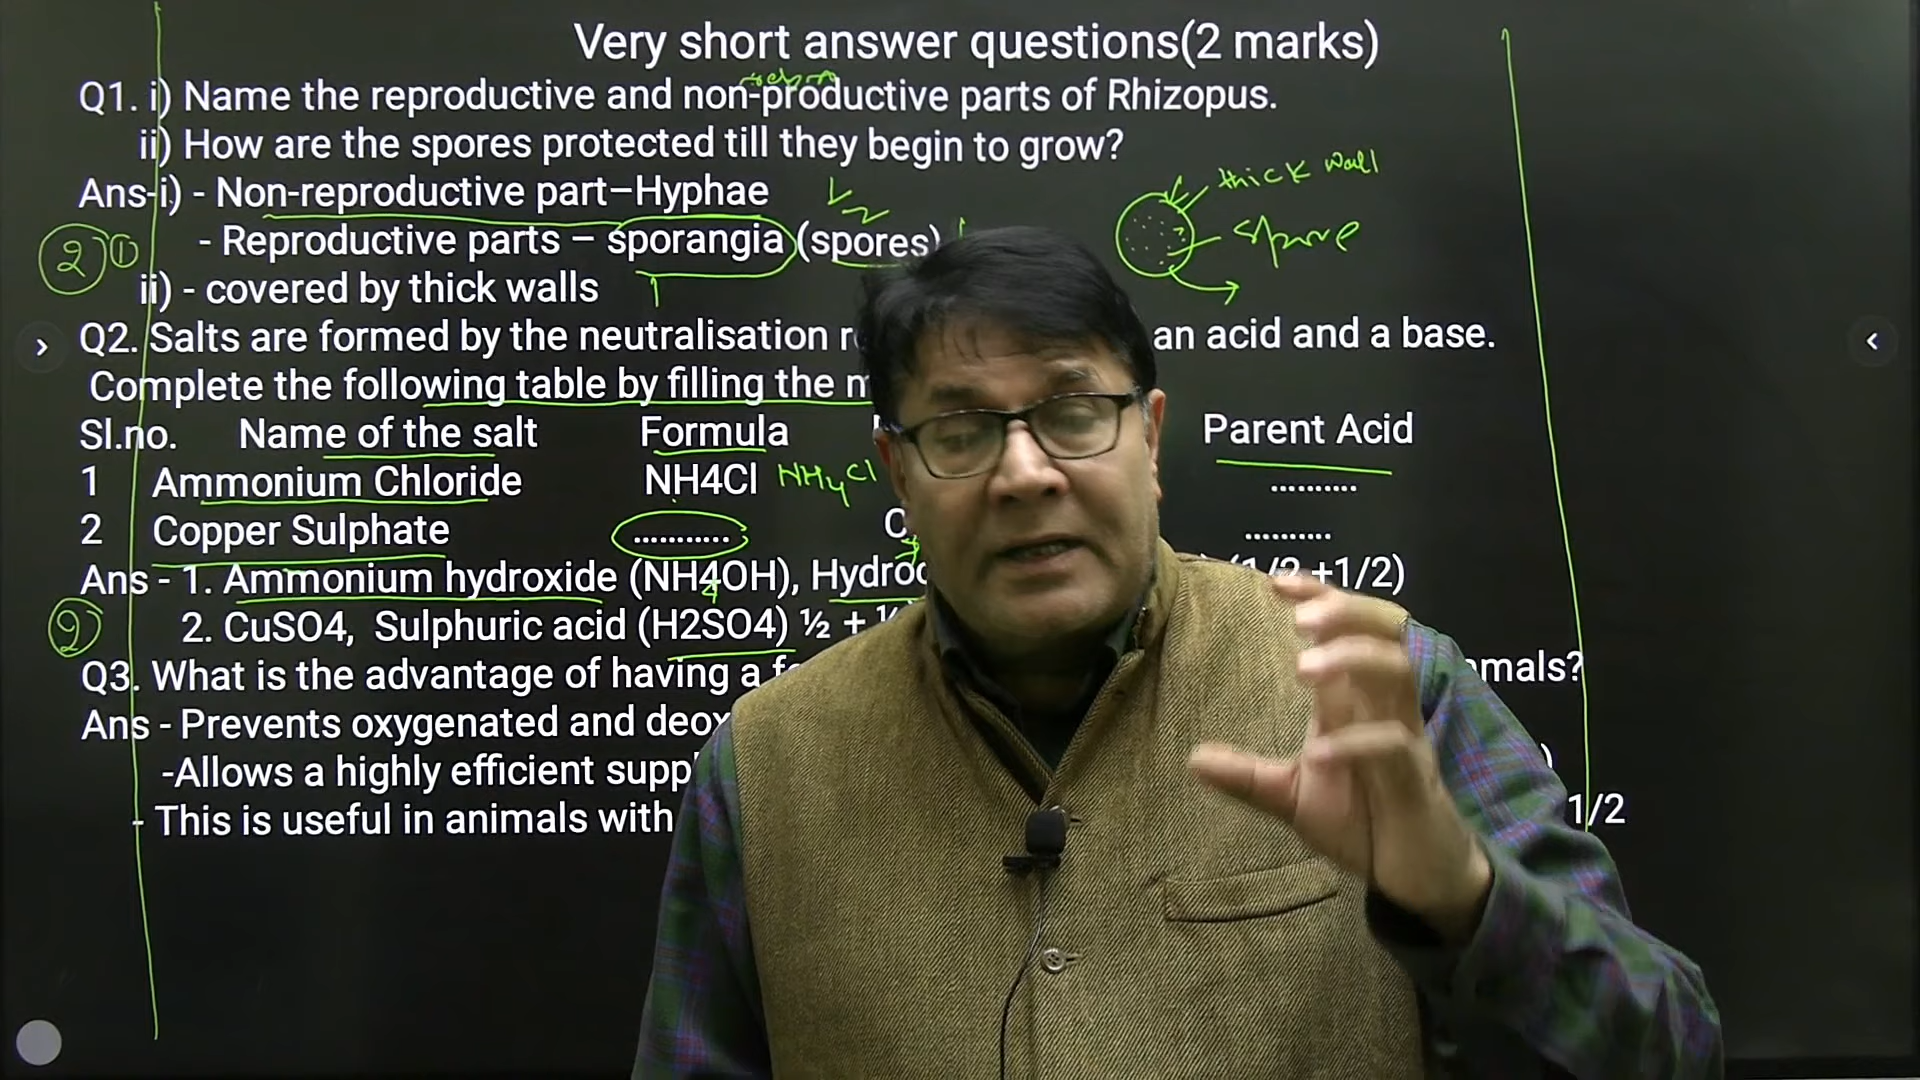 Very short answer questions(2 marks)
Q1. i) Name the reproductive and non-productive parts of Rhizopus.
ii) How are the spores protected till they begin to grow?
thick wall
Ans-i) - Non-reproductive part–Hyphae
- Reproductive parts – sporangia (spores)
spore
2 1
ii) - covered by thick walls
Q2. Salts are formed by the neutralisation an acid and a base.
Complete the following table by filling the
Sl.no. Name of the salt Formula Parent Acid
1 Ammonium Chloride NH4Cl NH4Cl ..........
2 Copper Sulphate ........... ..........
Ans - 1. Ammonium hydroxide (NH4OH), (1/2 +1/2)
4
2. CuSO4, Sulphuric acid (H2SO4) ½ +
2
Q3. What is the advantage of having a
Ans - Prevents oxygenated and
-Allows a highly efficient
- This is useful in animals with 1/2